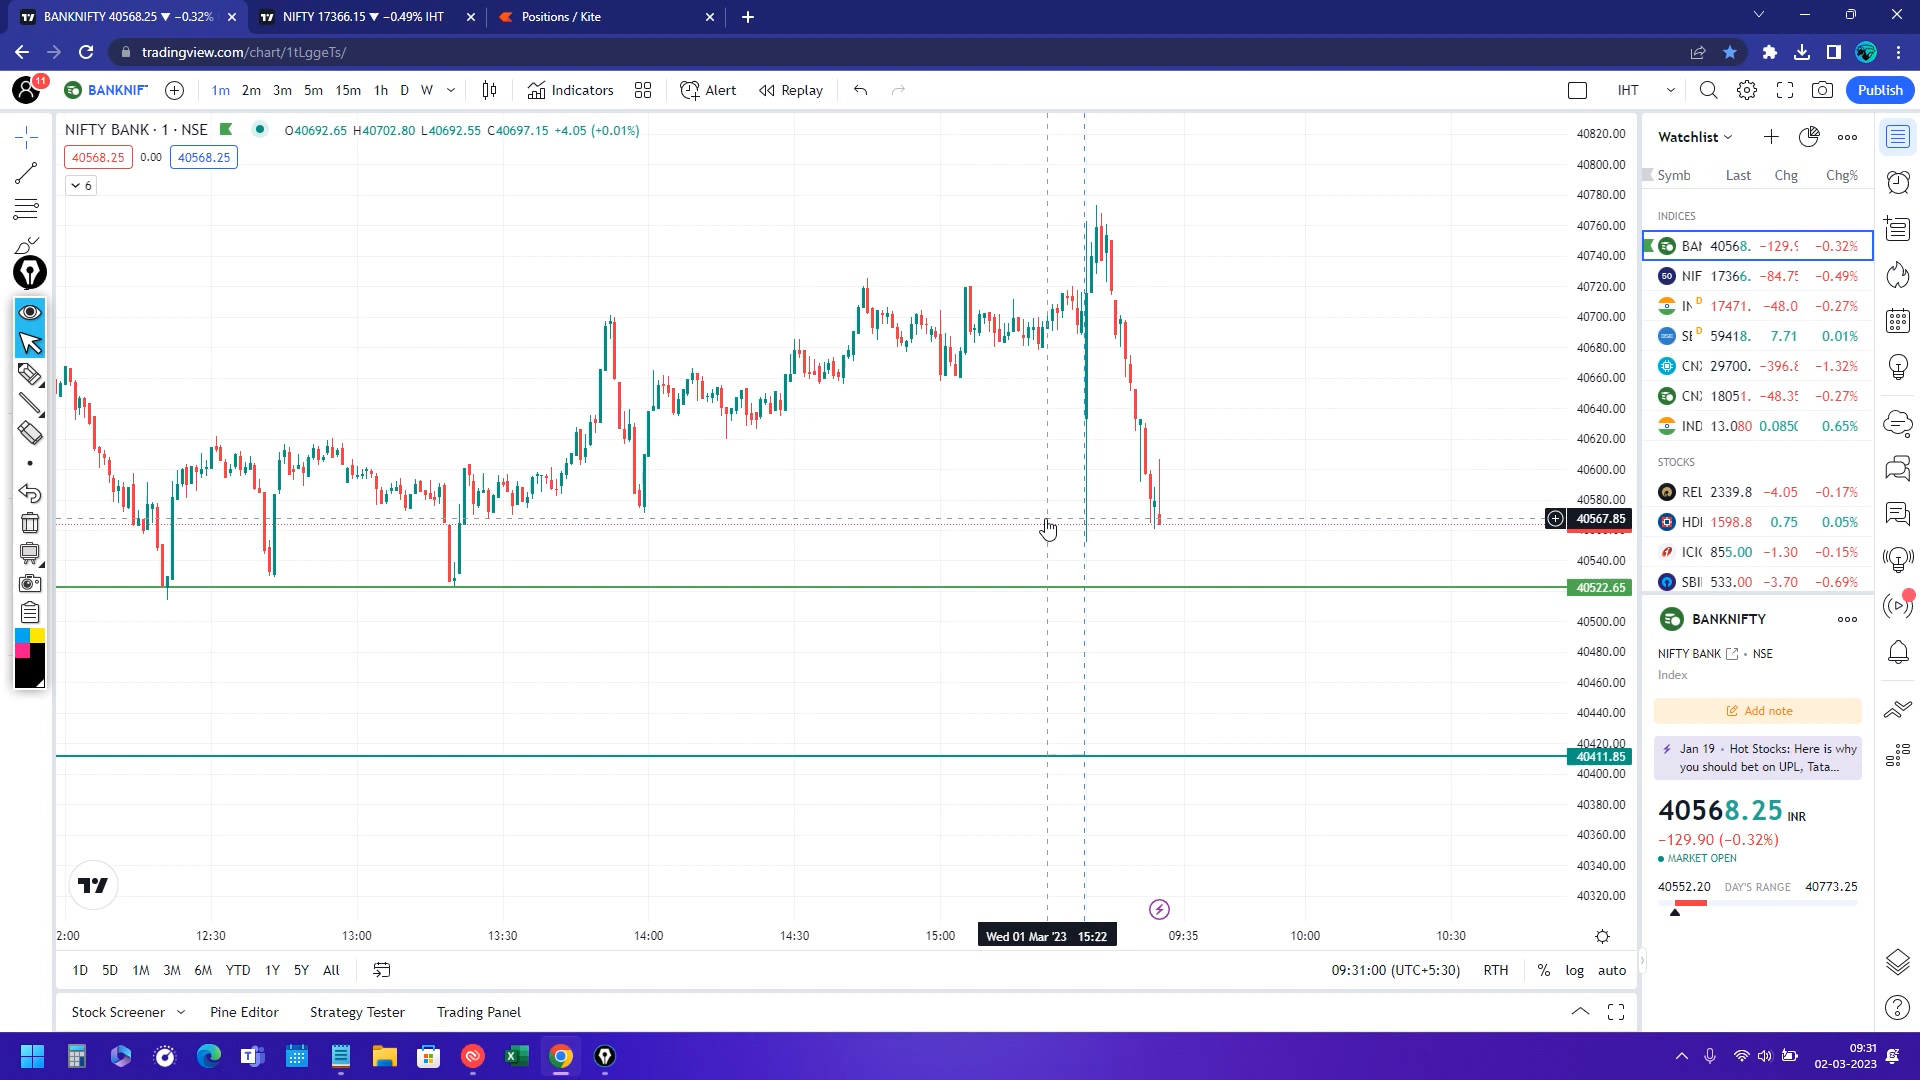 BANKNIFTY 40568.25 ▼ −0.32%
NIFTY 17366.15 ▼ −0.49% IHT
Positions / Kite
tradingview.com/chart/1tLggeTs/
11
BANKNIF
1m 2m 3m 5m 15m 1h D W
Indicators
Alert
Replay
IHT
Publish
NIFTY BANK · 1 · NSE
O40692.65 H40702.80 L40692.55 C40697.15 +4.05 (+0.01%)
40568.25 0.00 40568.25
6
40820.00
40800.00
40780.00
40760.00
40740.00
40720.00
40700.00
40680.00
40660.00
40640.00
40620.00
40600.00
40580.00
40567.85
40540.00
40522.65
40500.00
40480.00
40460.00
40440.00
40420.00
40411.85
40400.00
40380.00
40360.00
40340.00
40320.00
2:00 12:30 13:00 13:30 14:00 14:30 15:00 Wed 01 Mar '23 15:22 09:35 10:00 10:30
1D 5D 1M 3M 6M YTD 1Y 5Y All
09:31:00 (UTC+5:30) RTH % log auto
Stock Screener Pine Editor Strategy Tester Trading Panel
Watchlist
Symb Last Chg Chg%
INDICES
BAN 40568. −129.9 −0.32%
50 NIF 17366. −84.75 −0.49%
IN D 17471. −48.0 −0.27%
SE D 59418. 7.71 0.01%
CNX 29700. −396.8 −1.32%
CNX 18051. −48.35 −0.27%
IND 13.080 0.0850 0.65%
STOCKS
REL 2339.8 −4.05 −0.17%
HDI 1598.8 0.75 0.05%
ICIC 855.00 −1.30 −0.15%
SBII 533.00 −3.70 −0.69%
BANKNIFTY
NIFTY BANK · NSE
Index
Add note
Jan 19 · Hot Stocks: Here is why
you should bet on UPL, Tata...
40568.25 INR
−129.90 (−0.32%)
MARKET OPEN
40552.20 DAY'S RANGE 40773.25
09:31
02-03-2023